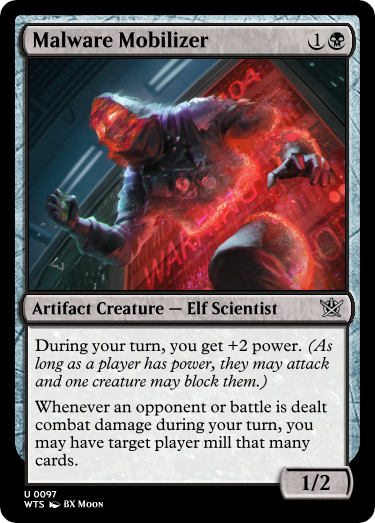 Malware Mobilizer 1
404
Artifact Creature — Elf Scientist
During your turn, you get +2 power. (As
long as a player has power, they may attack
and one creature may block them.)
Whenever an opponent or battle is dealt
combat damage during your turn, you
may have target player mill that many
cards.
1/2
U 0097
WTS BX Moon